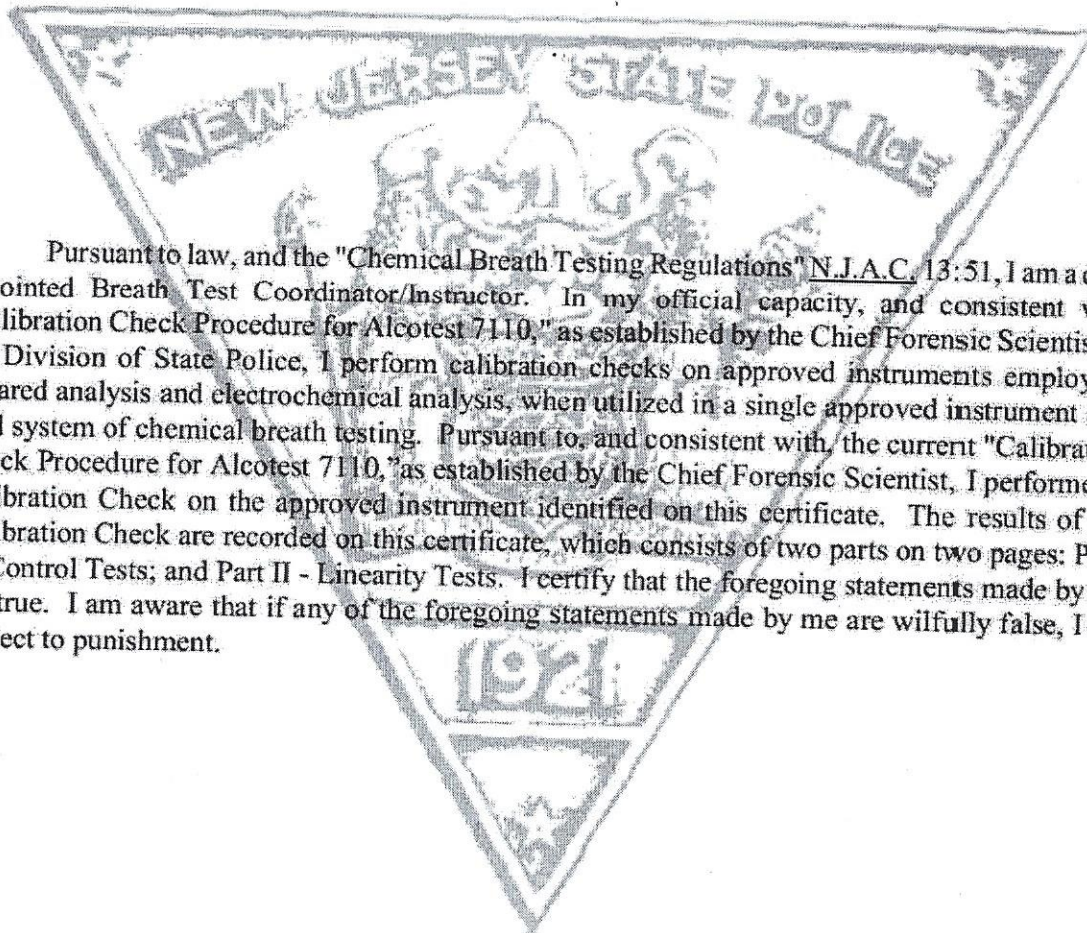 NEW JERSEY STATE POLICE
Pursuant to law, and the "Chemical Breath Testing Regulations" N.J.A.C. 13:51, I am a
ointed Breath Test Coordinator/Instructor. In my official capacity, and consistent
libration Check Procedure for Alcotest 7110," as established by the Chief Forensic Scientis
Division of State Police, I perform calibration checks on approved instruments employ
ared analysis and electrochemical analysis, when utilized in a single approved instrument
l system of chemical breath testing. Pursuant to, and consistent with, the current "Calibra
ck Procedure for Alcotest 7110," as established by the Chief Forensic Scientist, I performe
ibration Check on the approved instrument identified on this certificate. The results of
bration Check are recorded on this certificate, which consists of two parts on two pages: P
Control Tests; and Part II - Linearity Tests. I certify that the foregoing statements made by
true. I am aware that if any of the foregoing statements made by me are wilfully false, I
ect to punishment.
1921